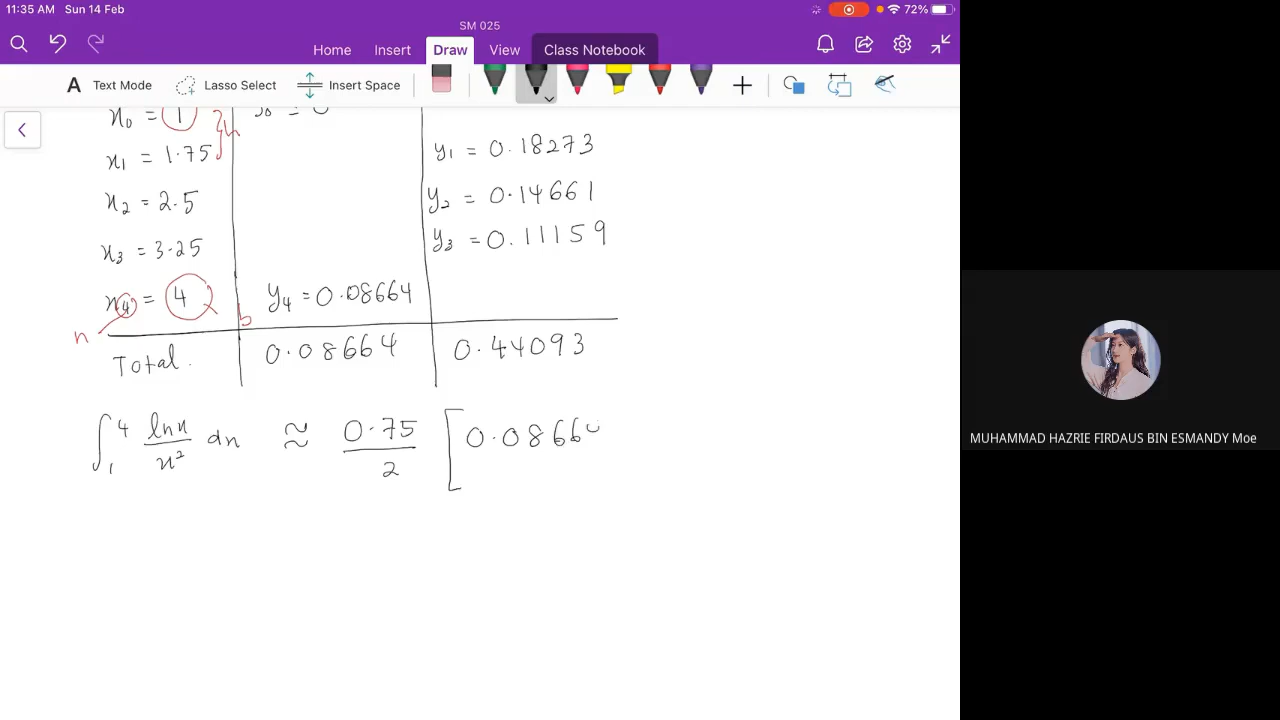 11:35 AM Sun 14 Feb
72%
SM 025
Home Insert Draw View Class Notebook
A Text Mode Lasso Select Insert Space
x₀ = 1 h y₀ = 0
x₁ = 1.75 y₁ = 0.18273
x₂ = 2.5 y₂ = 0.14661
x₃ = 3.25 y₃ = 0.11159
x₄ = 4 y₄ = 0.08664
n b
Total. 0.08664 0.44093
∫₁⁴ ln x / x² dx ≈ 0.75 / 2 [ 0.0866
MUHAMMAD HAZRIE FIRDAUS BIN ESMANDY Moe